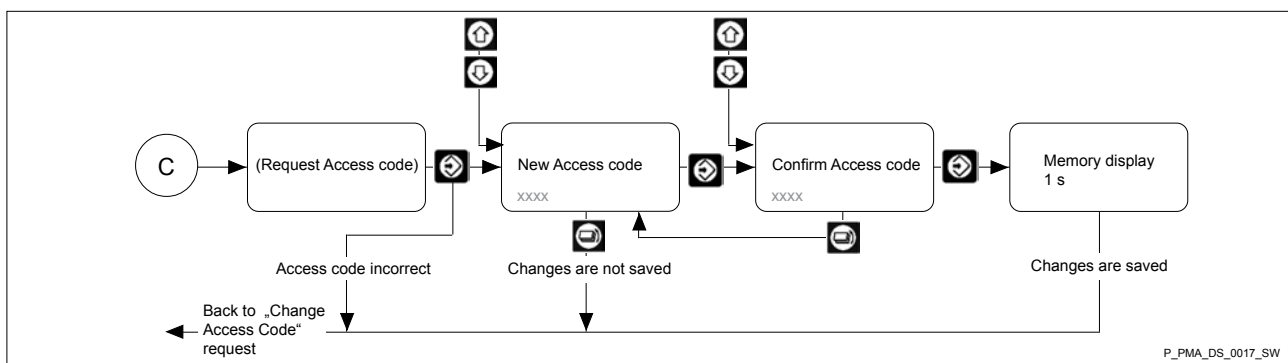 C
(Request Access code)
New Access code
xxxx
Confirm Access code
xxxx
Memory display
1 s
Access code incorrect
Changes are not saved
Changes are saved
Back to „Change
Access Code“
request
P_PMA_DS_0017_SW